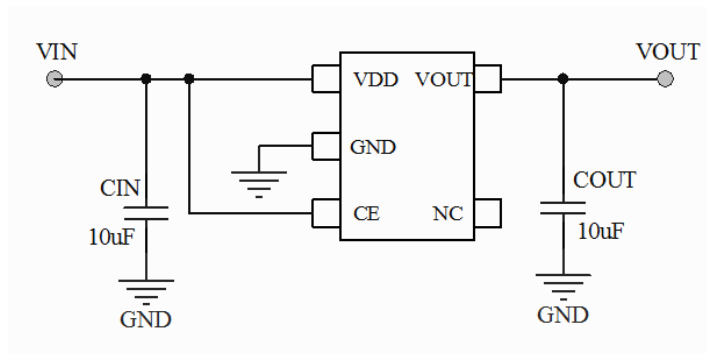 VIN
VOUT
VDD
VOUT
GND
CIN
COUT
CE
NC
10uF
10uF
GND
GND